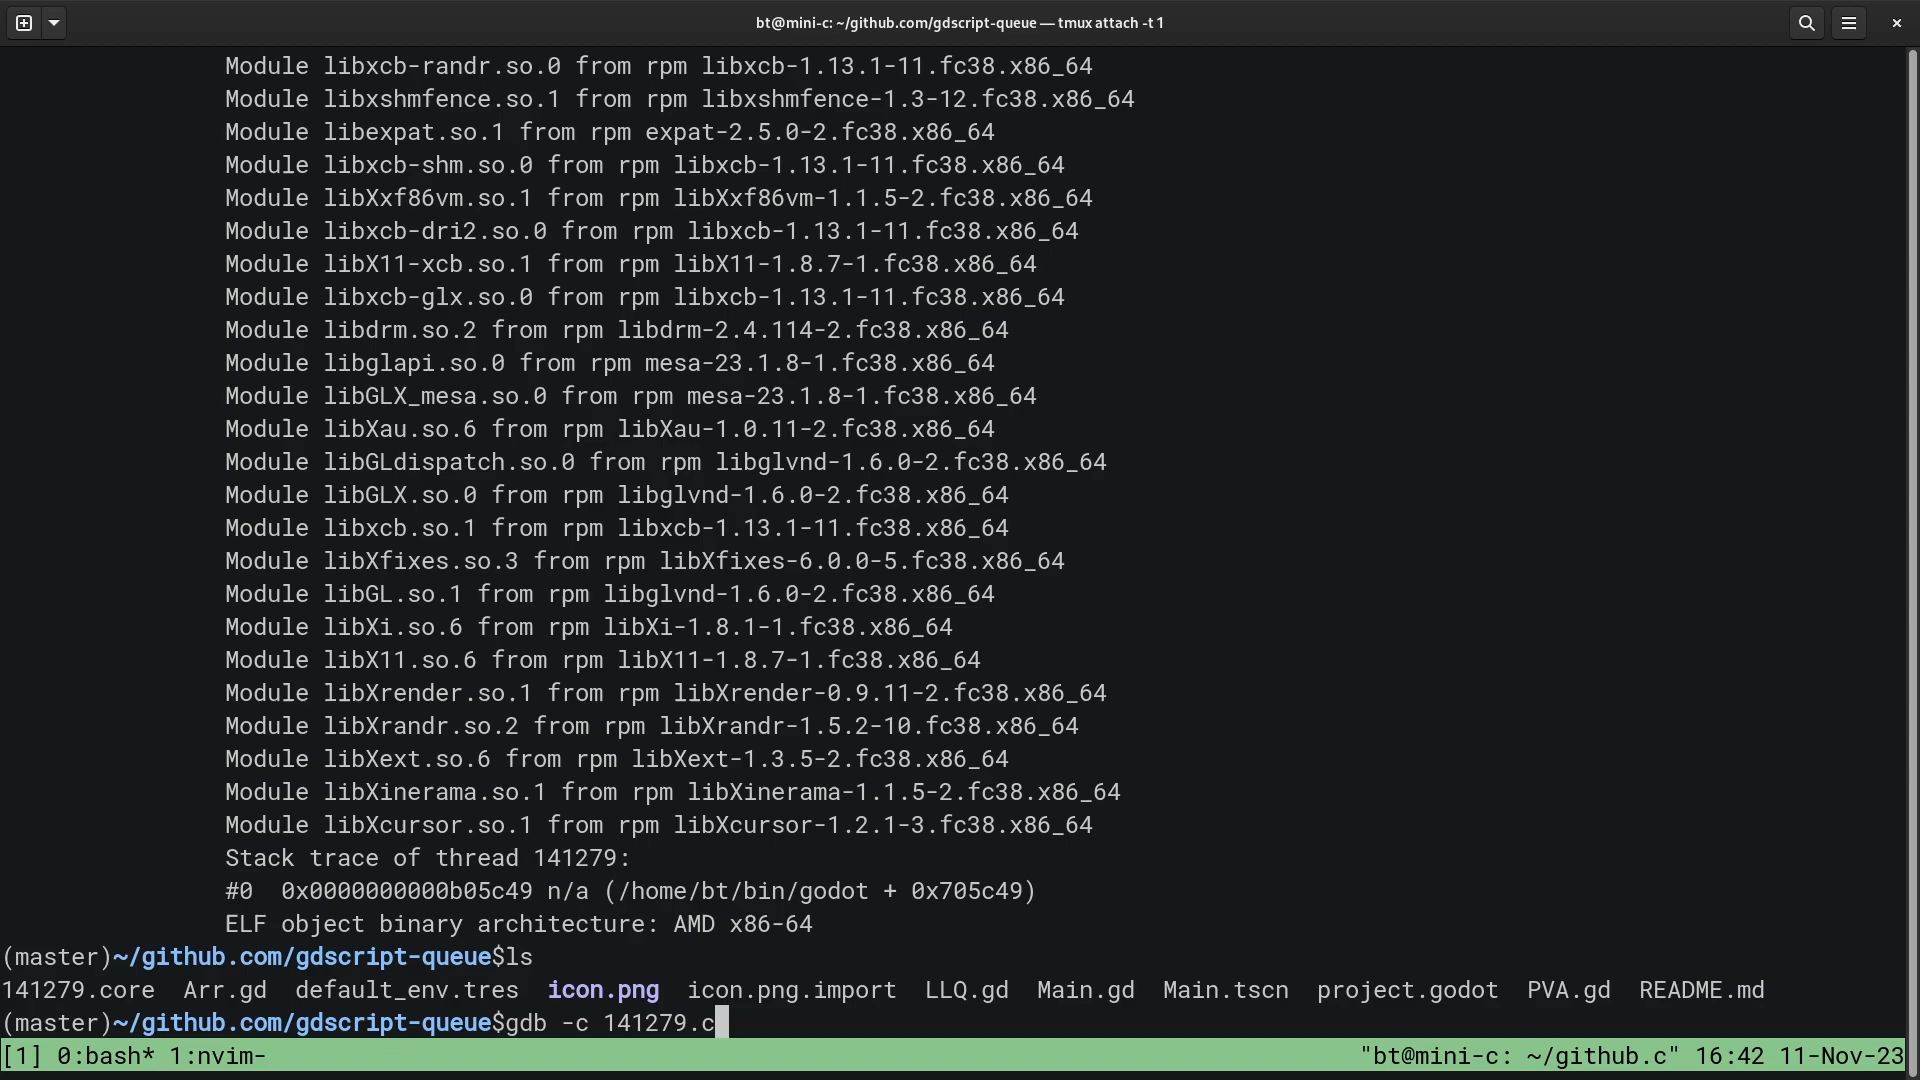 bt@mini-c: ~/github.com/gdscript-queue — tmux attach -t 1
Module libxcb-randr.so.0 from rpm libxcb-1.13.1-11.fc38.x86_64
Module libxshmfence.so.1 from rpm libxshmfence-1.3-12.fc38.x86_64
Module libexpat.so.1 from rpm expat-2.5.0-2.fc38.x86_64
Module libxcb-shm.so.0 from rpm libxcb-1.13.1-11.fc38.x86_64
Module libXxf86vm.so.1 from rpm libXxf86vm-1.1.5-2.fc38.x86_64
Module libxcb-dri2.so.0 from rpm libxcb-1.13.1-11.fc38.x86_64
Module libX11-xcb.so.1 from rpm libX11-1.8.7-1.fc38.x86_64
Module libxcb-glx.so.0 from rpm libxcb-1.13.1-11.fc38.x86_64
Module libdrm.so.2 from rpm libdrm-2.4.114-2.fc38.x86_64
Module libglapi.so.0 from rpm mesa-23.1.8-1.fc38.x86_64
Module libGLX_mesa.so.0 from rpm mesa-23.1.8-1.fc38.x86_64
Module libXau.so.6 from rpm libXau-1.0.11-2.fc38.x86_64
Module libGLdispatch.so.0 from rpm libglvnd-1.6.0-2.fc38.x86_64
Module libGLX.so.0 from rpm libglvnd-1.6.0-2.fc38.x86_64
Module libxcb.so.1 from rpm libxcb-1.13.1-11.fc38.x86_64
Module libXfixes.so.3 from rpm libXfixes-6.0.0-5.fc38.x86_64
Module libGL.so.1 from rpm libglvnd-1.6.0-2.fc38.x86_64
Module libXi.so.6 from rpm libXi-1.8.1-1.fc38.x86_64
Module libX11.so.6 from rpm libX11-1.8.7-1.fc38.x86_64
Module libXrender.so.1 from rpm libXrender-0.9.11-2.fc38.x86_64
Module libXrandr.so.2 from rpm libXrandr-1.5.2-10.fc38.x86_64
Module libXext.so.6 from rpm libXext-1.3.5-2.fc38.x86_64
Module libXinerama.so.1 from rpm libXinerama-1.1.5-2.fc38.x86_64
Module libXcursor.so.1 from rpm libXcursor-1.2.1-3.fc38.x86_64
Stack trace of thread 141279:
#0  0x0000000000b05c49 n/a (/home/bt/bin/godot + 0x705c49)
ELF object binary architecture: AMD x86-64
(master)~/github.com/gdscript-queue$ls
141279.core  Arr.gd  default_env.tres  icon.png  icon.png.import  LLQ.gd  Main.gd  Main.tscn  project.godot  PVA.gd  README.md
(master)~/github.com/gdscript-queue$gdb -c 141279.c
[1] 0:bash* 1:nvim- "bt@mini-c: ~/github.c" 16:42 11-Nov-23